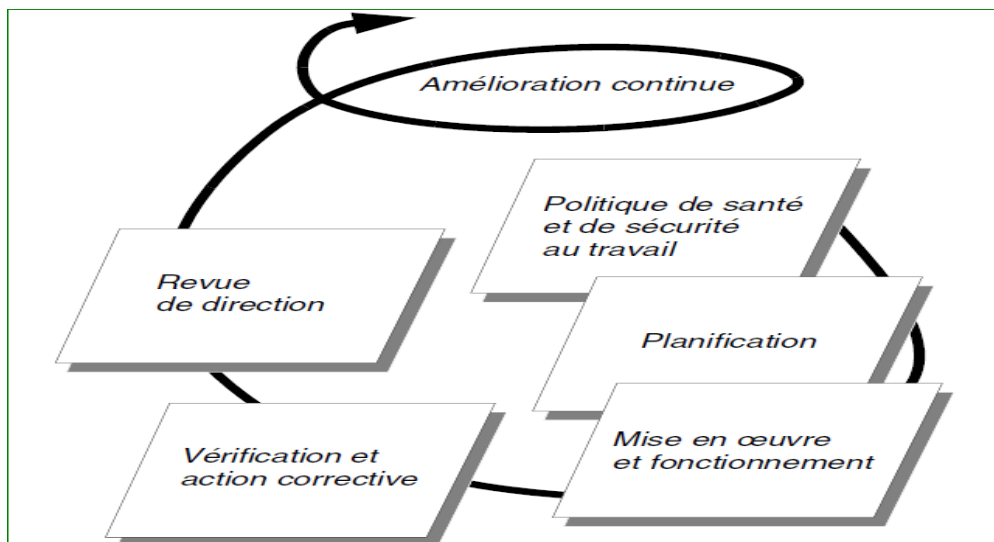 Amélioration continue
Politique de santé
et de sécurité
au travail
Planification
Mise en œuvre
et fonctionnement
Vérification et
action corrective
Revue
de direction